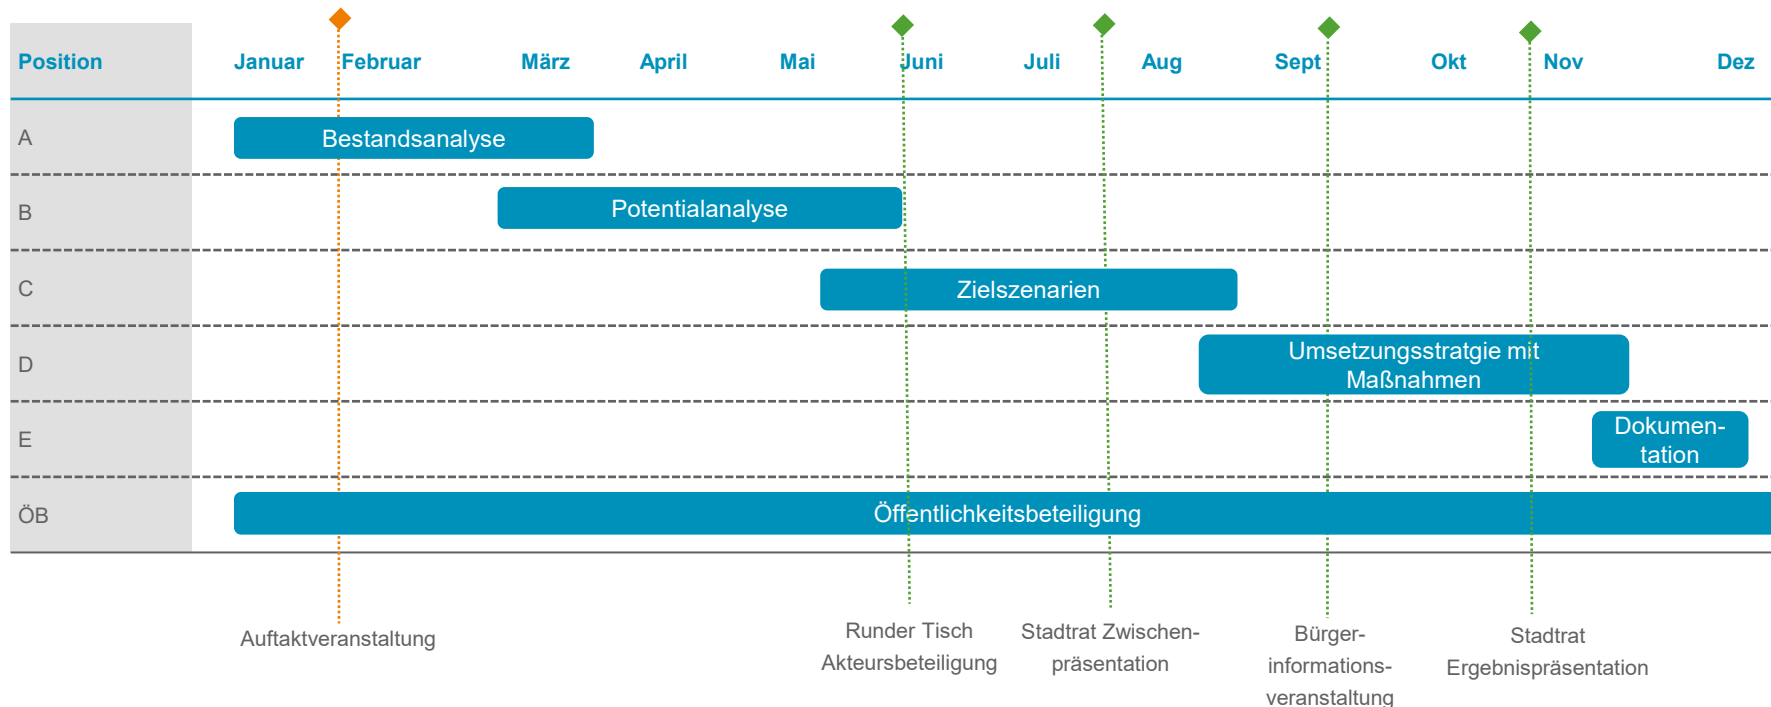 Position Januar Februar März April Mai Juni Juli Aug Sept Okt Nov Dez
A Bestandsanalyse
B Potentialanalyse
C Zielszenarien
D Umsetzungsstratgie mit
Maßnahmen
E Dokumen-
tation
ÖB Öffentlichkeitsbeteiligung
Auftaktveranstaltung
Runder Tisch
Akteursbeteiligung
Stadtrat Zwischen-
präsentation
Bürger-
informations-
veranstaltung
Stadtrat
Ergebnispräsentation